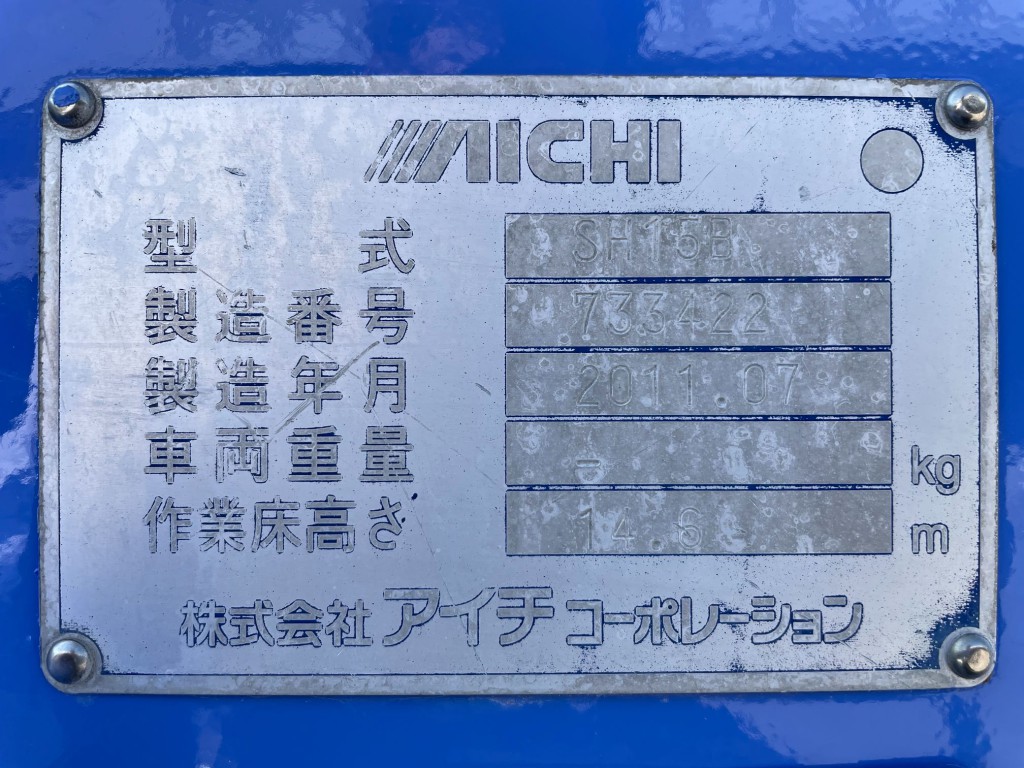 AICHI
型式 SH15B
製造番号 733422
製造年月 2011 07
車両重量 - kg
作業床高さ 14.6 m
株式会社アイチコーポレーション